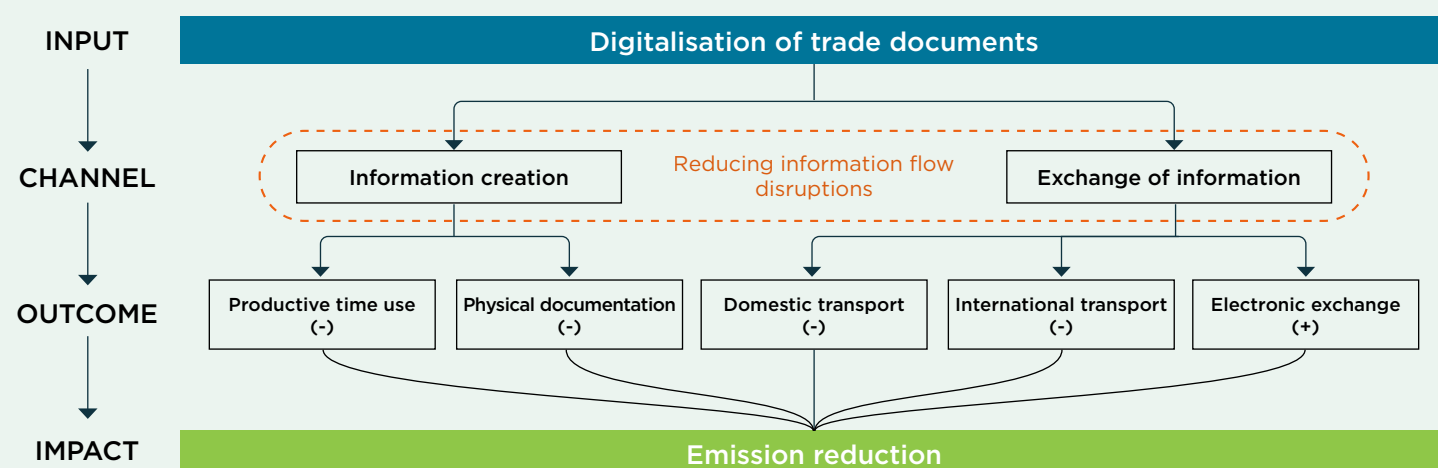 INPUT
Digitalisation of trade documents
CHANNEL
Information creation
Reducing information flow
disruptions
Exchange of information
OUTCOME
Productive time use
(-)
Physical documentation
(-)
Domestic transport
(-)
International transport
(-)
Electronic exchange
(+)
IMPACT
Emission reduction